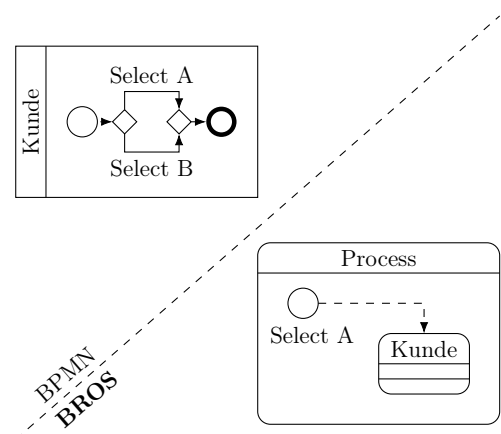 Select A
Kunde
Select B
Process
Select A
Kunde
BPMN
BROS